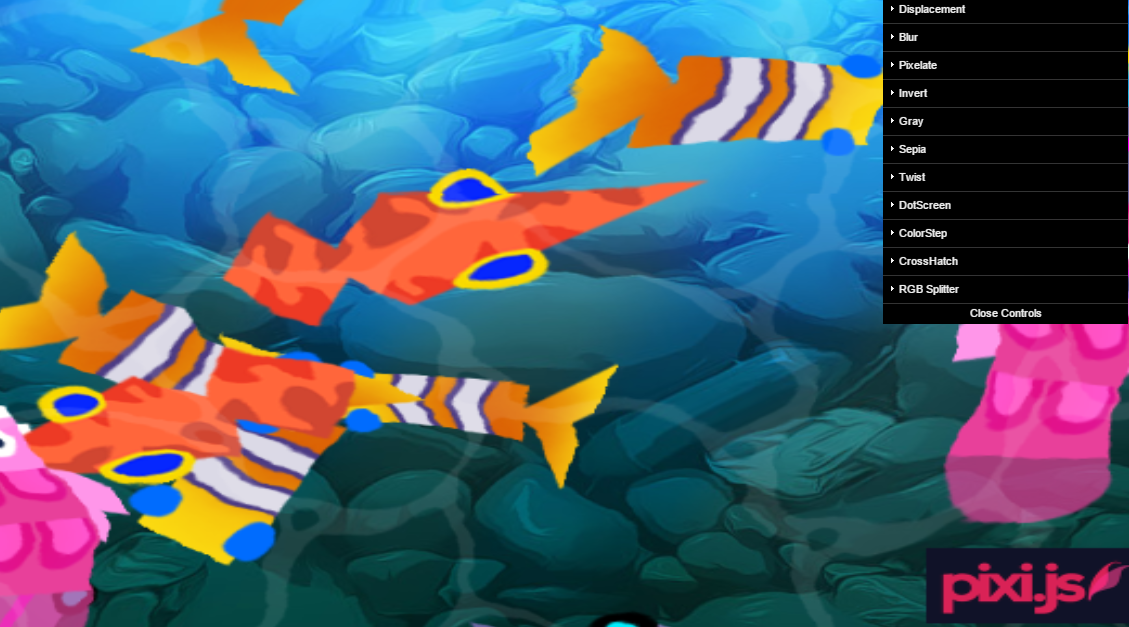 Displacement
Blur
Pixelate
Invert
Gray
Sepia
Twist
DotScreen
ColorStep
CrossHatch
RGB Splitter
Close Controls
pixi.js